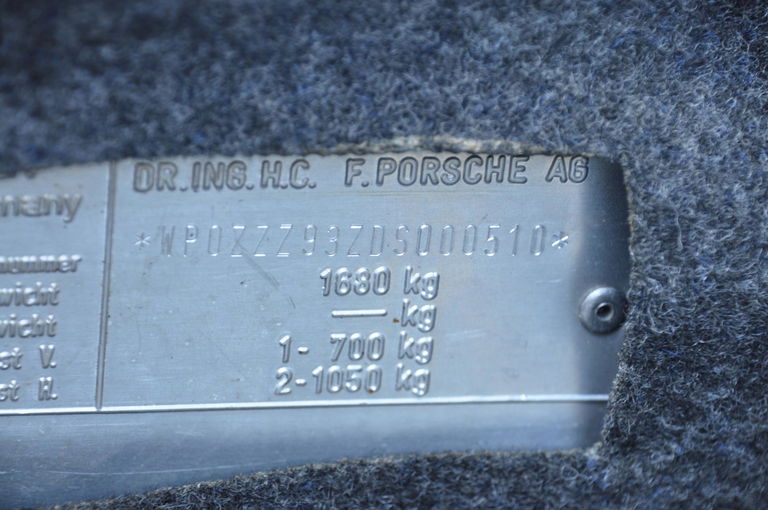 DR.ING.H.C. F.PORSCHE AG
many
*WP0ZZZ93ZDS000510*
nummer
1680 kg
wicht
— kg
wicht
1- 700 kg
st V.
2-1050 kg
st H.